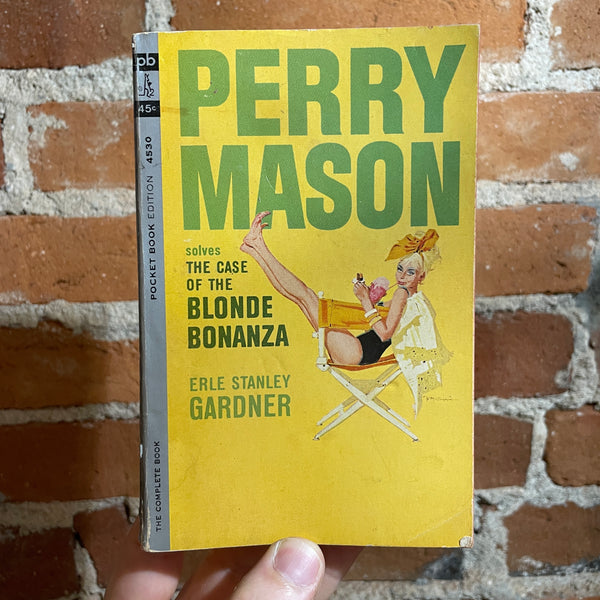 PERRY
MASON
solves
THE CASE
OF THE
BLONDE
BONANZA
ERLE STANLEY
GARDNER
pb
45c
POCKET BOOK EDITION 4530
THE COMPLETE BOOK